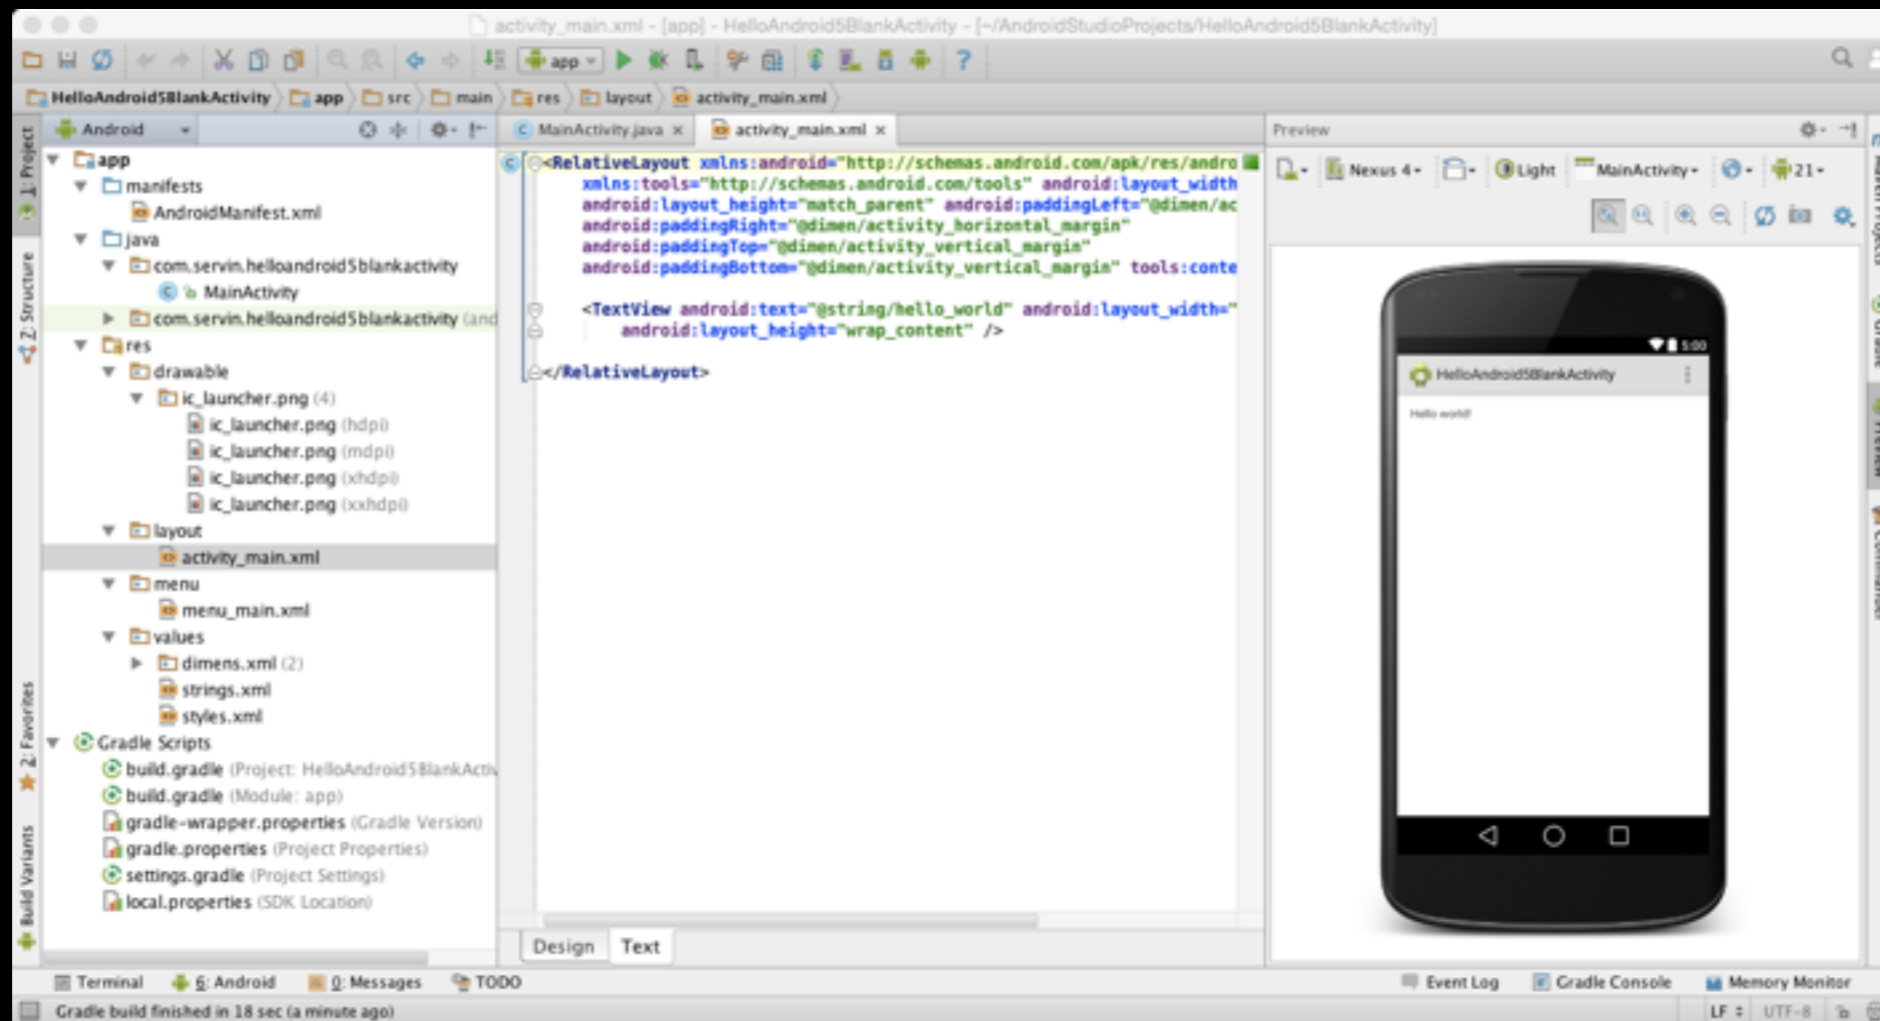 activity_main.xml - [app] - HelloAndroid5BlankActivity - [~/AndroidStudioProjects/HelloAndroid5BlankActivity]
app
HelloAndroid5BlankActivity app src main res layout activity_main.xml
1: Project
Z: Structure
2: Favorites
Build Variants
Android
app
manifests
AndroidManifest.xml
java
com.servin.helloandroid5blankactivity
MainActivity
com.servin.helloandroid5blankactivity (and
res
drawable
ic_launcher.png (4)
ic_launcher.png (hdpi)
ic_launcher.png (mdpi)
ic_launcher.png (xhdpi)
ic_launcher.png (xxhdpi)
layout
activity_main.xml
menu
menu_main.xml
values
dimens.xml (2)
strings.xml
styles.xml
Gradle Scripts
build.gradle (Project: HelloAndroid5BlankActiv
build.gradle (Module: app)
gradle-wrapper.properties (Gradle Version)
gradle.properties (Project Properties)
settings.gradle (Project Settings)
local.properties (SDK Location)
MainActivity.java activity_main.xml
<RelativeLayout xmlns:android="http://schemas.android.com/apk/res/andro
xmlns:tools="http://schemas.android.com/tools" android:layout_width
android:layout_height="match_parent" android:paddingLeft="@dimen/ac
android:paddingRight="@dimen/activity_horizontal_margin"
android:paddingTop="@dimen/activity_vertical_margin"
android:paddingBottom="@dimen/activity_vertical_margin" tools:conte
<TextView android:text="@string/hello_world" android:layout_width="
android:layout_height="wrap_content" />
</RelativeLayout>
Design Text
Preview
Nexus 4 Light MainActivity 21
5:00
HelloAndroid5BlankActivity
Hello world!
Terminal 6: Android 0: Messages TODO
Event Log Gradle Console Memory Monitor
Gradle build finished in 18 sec (a minute ago)
LF UTF-8